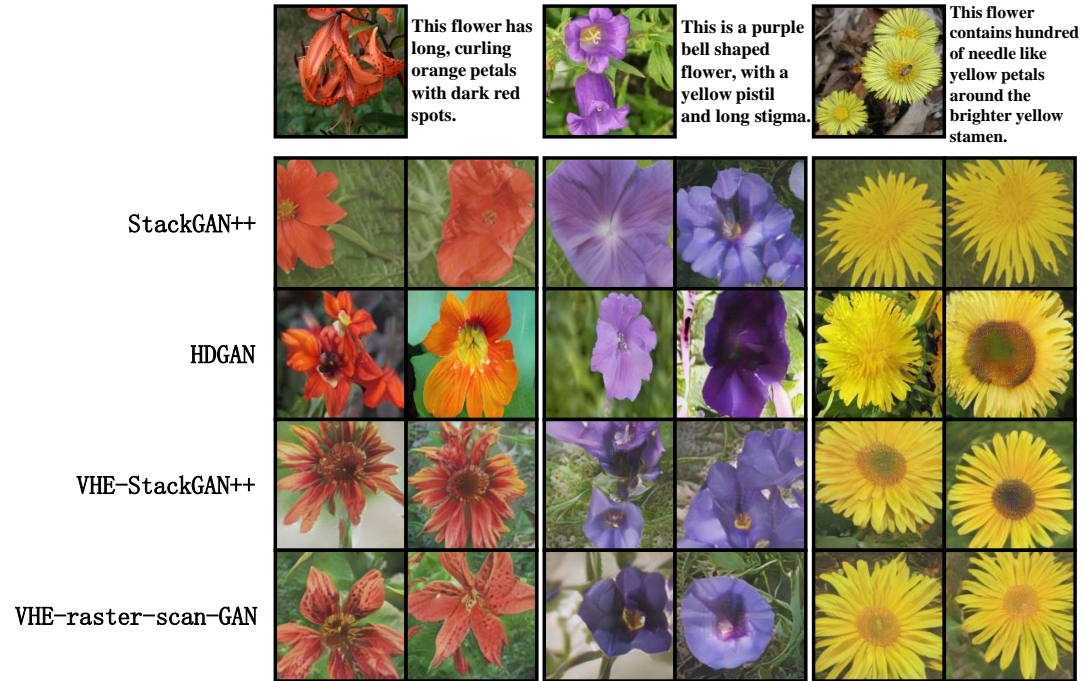 This flower has
long, curling
orange petals
with dark red
spots.
This is a purple
bell shaped
flower, with a
yellow pistil
and long stigma.
This flower
contains hundred
of needle like
yellow petals
around the
brighter yellow
stamen.
StackGAN++
HDGAN
VHE-StackGAN++
VHE-raster-scan-GAN